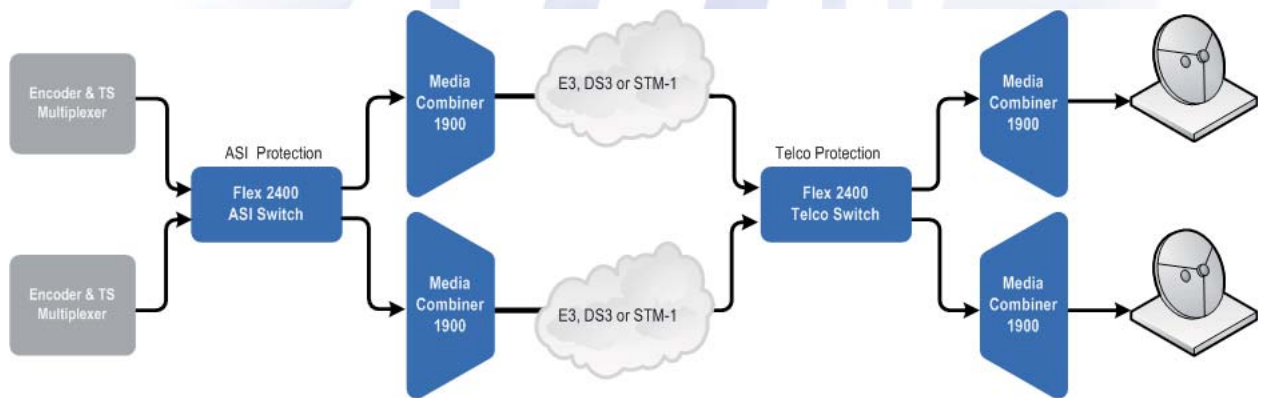 Encoder & TS
Multiplexer
Encoder & TS
Multiplexer
ASI Protection
Flex 2400
ASI Switch
Media
Combiner
1900
Media
Combiner
1900
E3, DS3 or STM-1
E3, DS3 or STM-1
Telco Protection
Flex 2400
Telco Switch
Media
Combiner
1900
Media
Combiner
1900